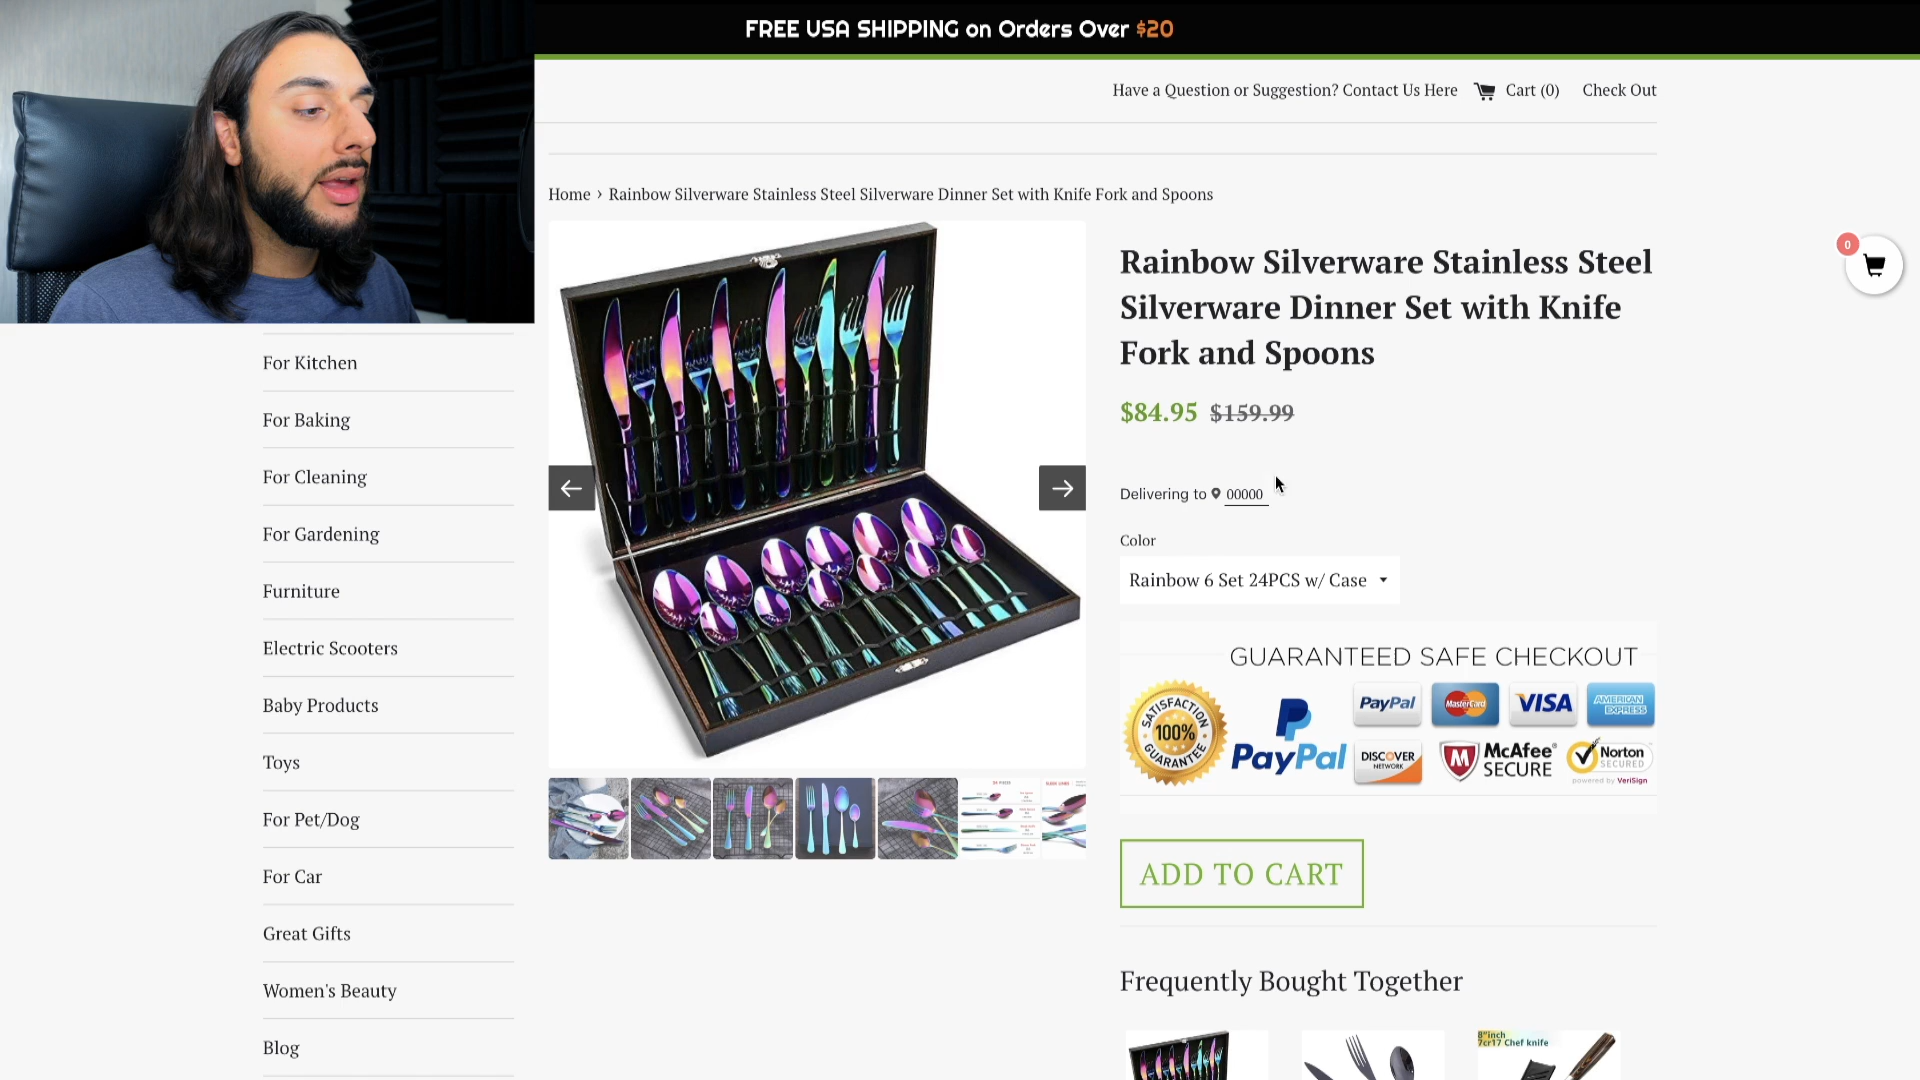 FREE USA SHIPPING on Orders Over $20
Have a Question or Suggestion? Contact Us Here
Cart (0)
Check Out
Home › Rainbow Silverware Stainless Steel Silverware Dinner Set with Knife Fork and Spoons
0
For Kitchen
For Baking
For Cleaning
For Gardening
Furniture
Electric Scooters
Baby Products
Toys
For Pet/Dog
For Car
Great Gifts
Women's Beauty
Blog
Rainbow Silverware Stainless Steel
Silverware Dinner Set with Knife
Fork and Spoons
$84.95 $159.99
Delivering to 00000
Color
Rainbow 6 Set 24PCS w/ Case
GUARANTEED SAFE CHECKOUT
SATISFACTION
100%
GUARANTEE
PayPal
PayPal
MasterCard
VISA
AMERICAN
EXPRESS
DISCOVER
NETWORK
McAfee
SECURE
Norton
SECURED
powered by VeriSign
ADD TO CART
Frequently Bought Together
8"inch
7cr17 Chef knife